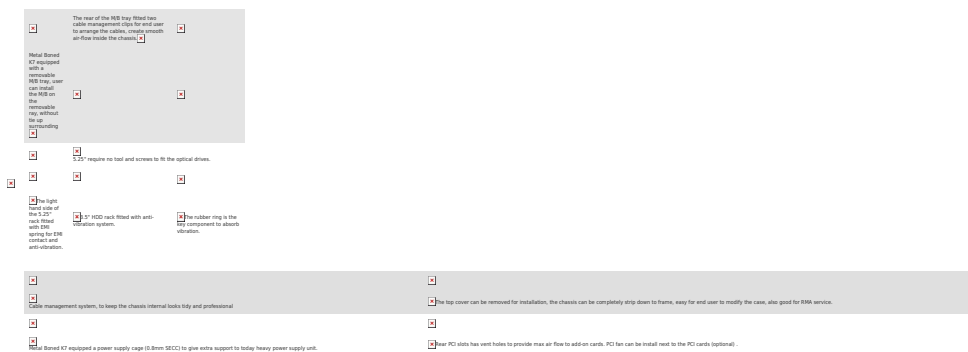 The rear of the M/B tray fitted two
cable management clips for end user
to arrange the cables, create smooth
air-flow inside the chassis.
Metal Boned
K7 equipped
with a
removable
M/B tray, user
can install
the M/B on
the
removable
ray, without
tie up
surrounding
5.25" require no tool and screws to fit the optical drives.
The light
hand side of
the 5.25"
rack fitted
with EMI
spring for EMI
contact and
anti-vibration.
3.5" HDD rack fitted with anti-
vibration system.
The rubber ring is the
key component to absorb
vibration.
Cable management system, to keep the chassis internal looks tidy and professional
The top cover can be removed for installation, the chassis can be completely strip down to frame, easy for end user to modify the case, also good for RMA service.
Metal Boned K7 equipped a power supply cage (0.8mm SECC) to give extra support to today heavy power supply unit.
Rear PCI slots has vent holes to provide max air flow to add-on cards. PCI fan can be install next to the PCI cards (optional) .